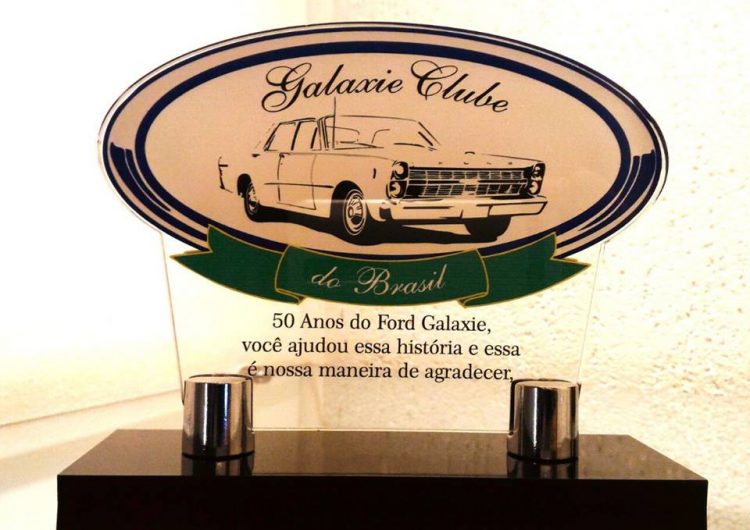 Galaxie Clube
do Brasil
50 Anos do Ford Galaxie,
você ajudou essa história e essa
é nossa maneira de agradecer,